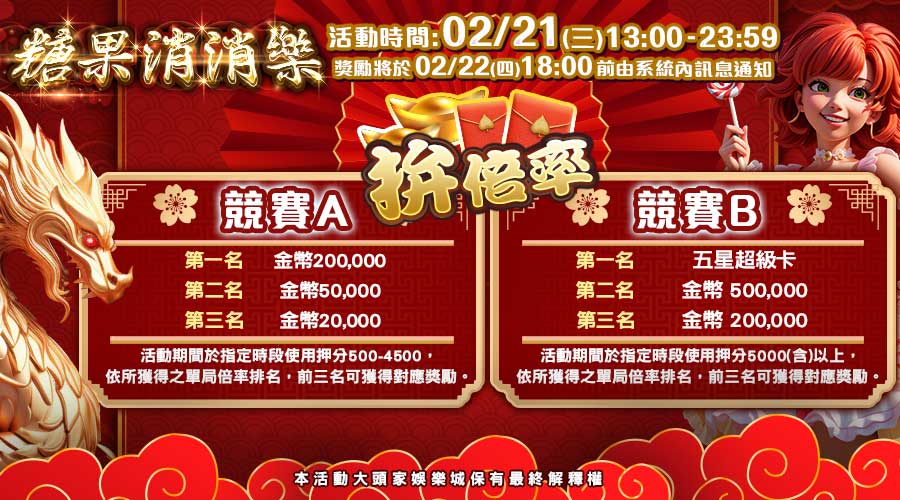 糖果消消樂
活動時間:02/21(三)13:00-23:59
獎勵將於 02/22(四)18:00 前由系統內訊息通知
拚倍率
競賽A
第一名 金幣200,000
第二名 金幣50,000
第三名 金幣20,000
活動期間於指定時段使用押分500-4500，
依所獲得之單局倍率排名，前三名可獲得對應獎勵。
競賽B
第一名 五星超級卡
第二名 金幣 500,000
第三名 金幣 200,000
活動期間於指定時段使用押分5000(含)以上，
依所獲得之單局倍率排名，前三名可獲得對應獎勵。
本活動大頭家娛樂城保有最終解釋權